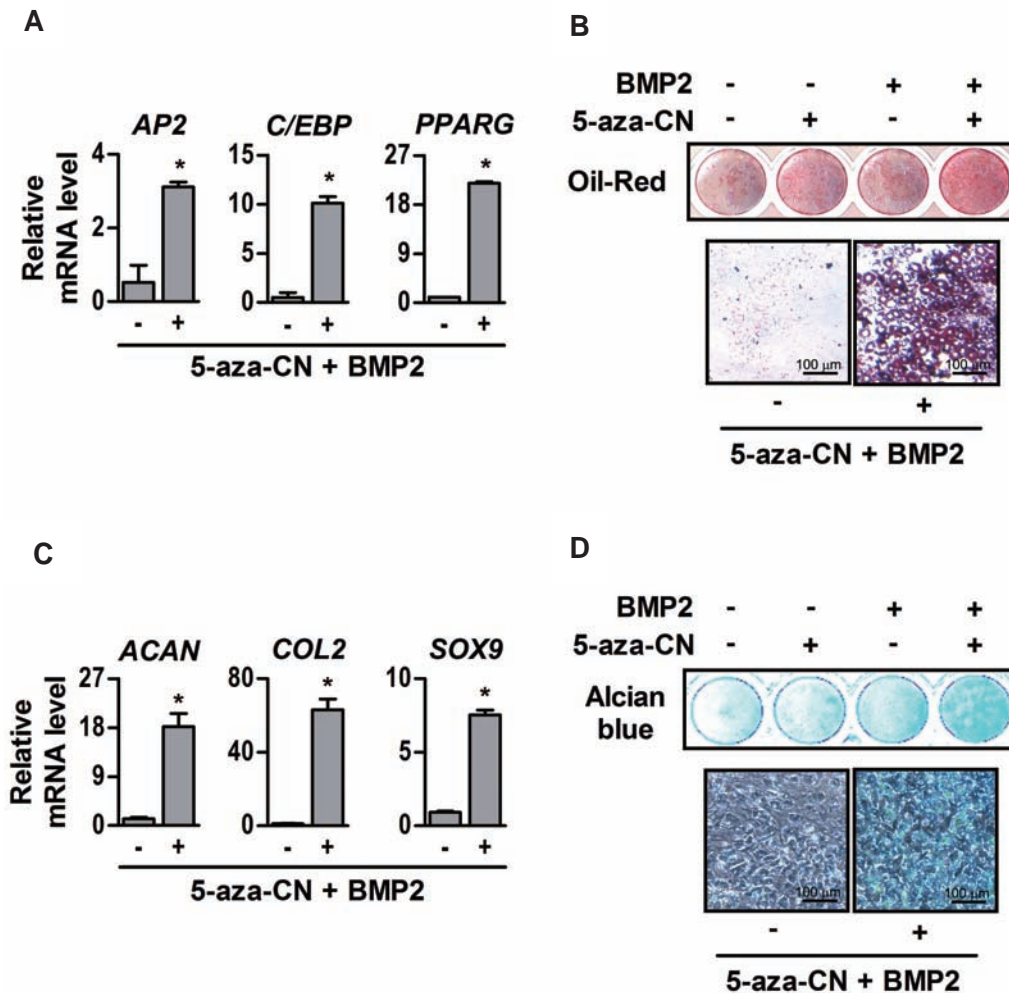 A
AP2 C/EBP PPARG
Relative
mRNA level
4
2
0
15
10
5
0
27
18
9
0
- + - + - +
5-aza-CN + BMP2
B
BMP2 - - + +
5-aza-CN - + - +
Oil-Red
100 μm 100 μm
- +
5-aza-CN + BMP2
C
ACAN COL2 SOX9
Relative
mRNA level
27
18
9
0
80
40
0
10
5
0
- + - + - +
* * *
* * *
5-aza-CN + BMP2
D
BMP2 - - + +
5-aza-CN - + - +
Alcian
blue
100 μm 100 μm
- +
5-aza-CN + BMP2